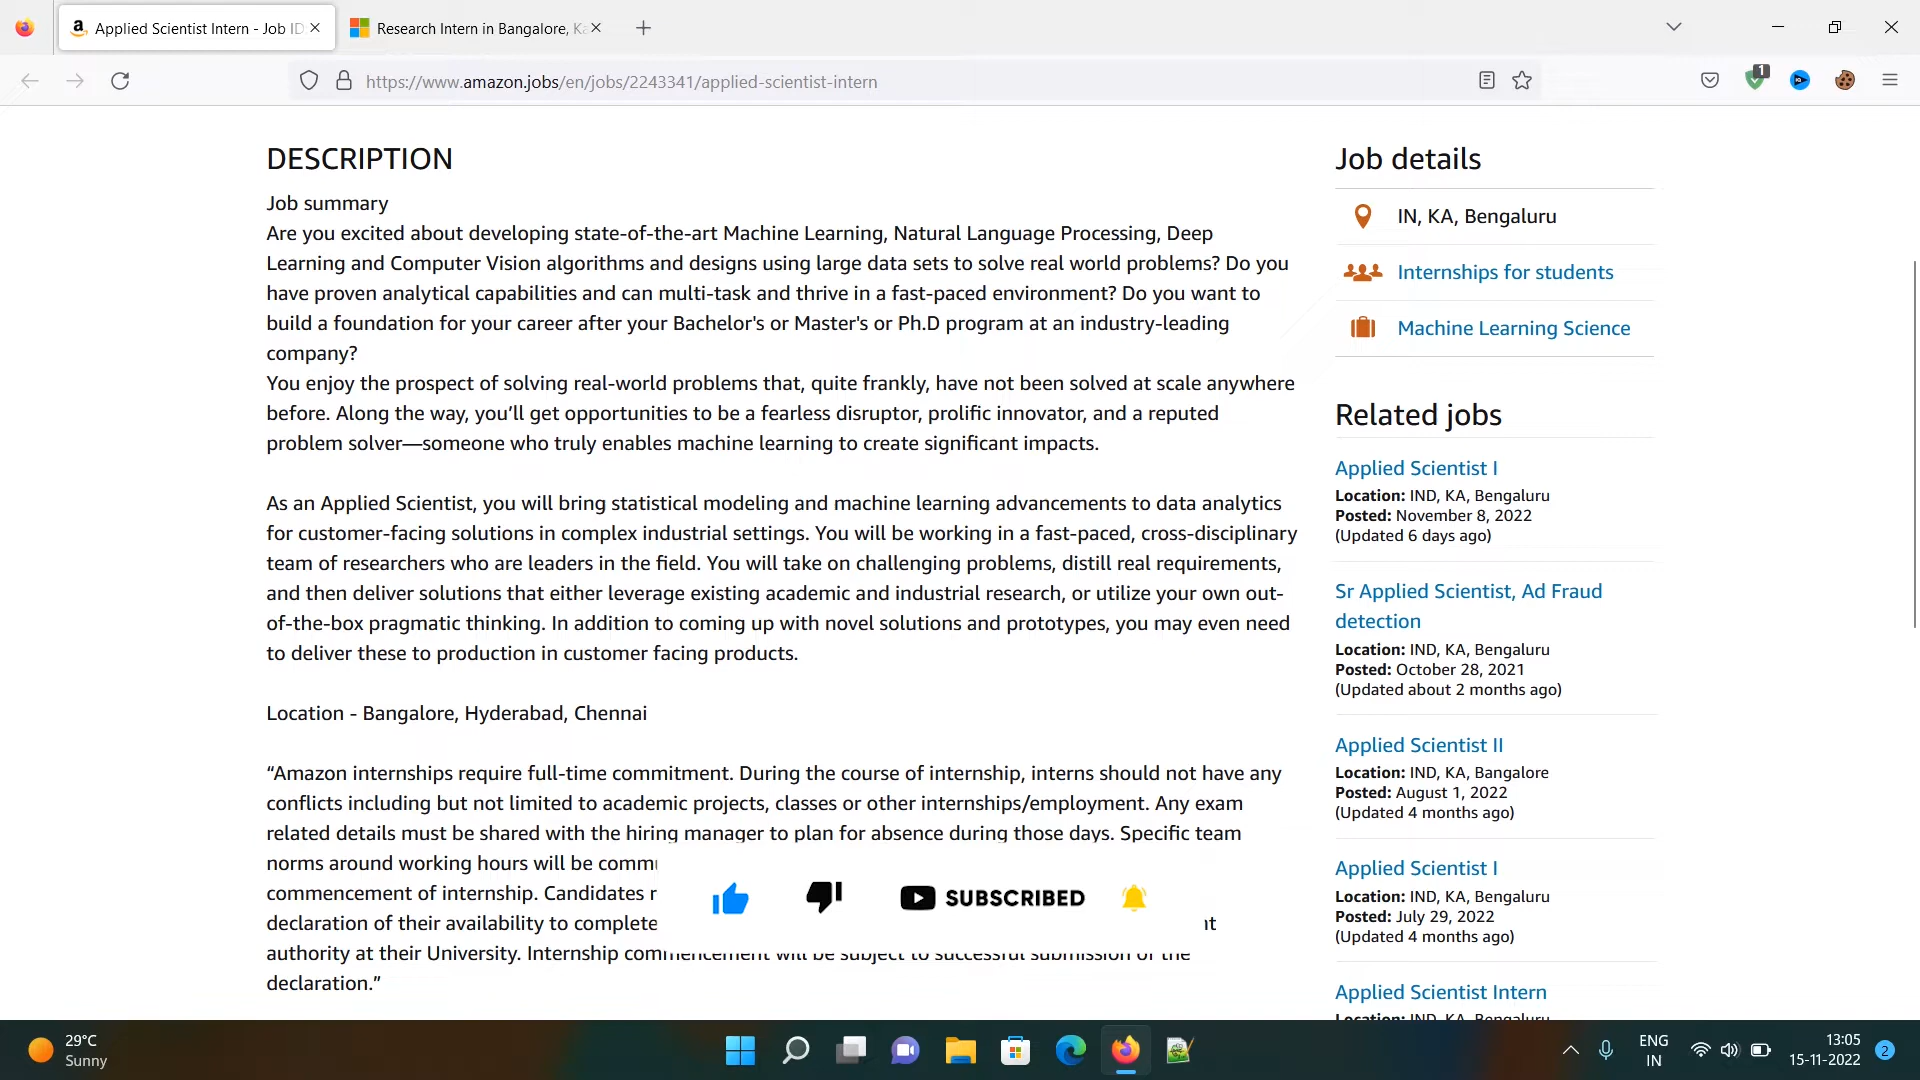 Applied Scientist Intern - Job ID
Research Intern in Bangalore, Ka
https://www.amazon.jobs/en/jobs/2243341/applied-scientist-intern
1
DESCRIPTION
Job summary
Are you excited about developing state-of-the-art Machine Learning, Natural Language Processing, Deep
Learning and Computer Vision algorithms and designs using large data sets to solve real world problems? Do you
have proven analytical capabilities and can multi-task and thrive in a fast-paced environment? Do you want to
build a foundation for your career after your Bachelor's or Master's or Ph.D program at an industry-leading
company?
You enjoy the prospect of solving real-world problems that, quite frankly, have not been solved at scale anywhere
before. Along the way, you’ll get opportunities to be a fearless disruptor, prolific innovator, and a reputed
problem solver—someone who truly enables machine learning to create significant impacts.
As an Applied Scientist, you will bring statistical modeling and machine learning advancements to data analytics
for customer-facing solutions in complex industrial settings. You will be working in a fast-paced, cross-disciplinary
team of researchers who are leaders in the field. You will take on challenging problems, distill real requirements,
and then deliver solutions that either leverage existing academic and industrial research, or utilize your own out-
of-the-box pragmatic thinking. In addition to coming up with novel solutions and prototypes, you may even need
to deliver these to production in customer facing products.
Location - Bangalore, Hyderabad, Chennai
“Amazon internships require full-time commitment. During the course of internship, interns should not have any
conflicts including but not limited to academic projects, classes or other internships/employment. Any exam
related details must be shared with the hiring manager to plan for absence during those days. Specific team
norms around working hours will be comm
commencement of internship. Candidates r
declaration of their availability to complete
authority at their University. Internship commencement will be subject to successful submission of the
declaration.”
SUBSCRIBED
Job details
IN, KA, Bengaluru
Internships for students
Machine Learning Science
Related jobs
Applied Scientist I
Location: IND, KA, Bengaluru
Posted: November 8, 2022
(Updated 6 days ago)
Sr Applied Scientist, Ad Fraud
detection
Location: IND, KA, Bengaluru
Posted: October 28, 2021
(Updated about 2 months ago)
Applied Scientist II
Location: IND, KA, Bangalore
Posted: August 1, 2022
(Updated 4 months ago)
Applied Scientist I
Location: IND, KA, Bengaluru
Posted: July 29, 2022
(Updated 4 months ago)
Applied Scientist Intern
Location: IND, KA, Bengaluru
29°C
Sunny
ENG
IN
13:05
15-11-2022
2